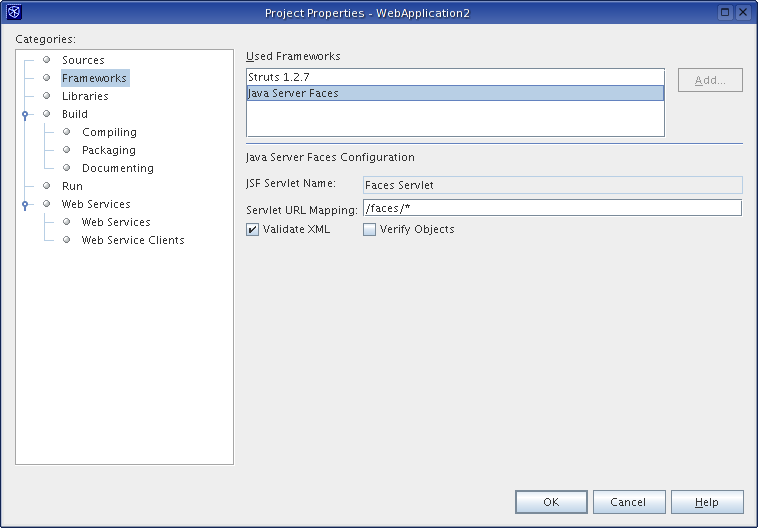 Project Properties - WebApplication2
Categories:
Sources
Frameworks
Libraries
Build
Compiling
Packaging
Documenting
Run
Web Services
Web Services
Web Service Clients
Used Frameworks
Struts 1.2.7
Java Server Faces
Add...
Java Server Faces Configuration
JSF Servlet Name: Faces Servlet
Servlet URL Mapping: /faces/*
Validate XML Verify Objects
OK Cancel Help